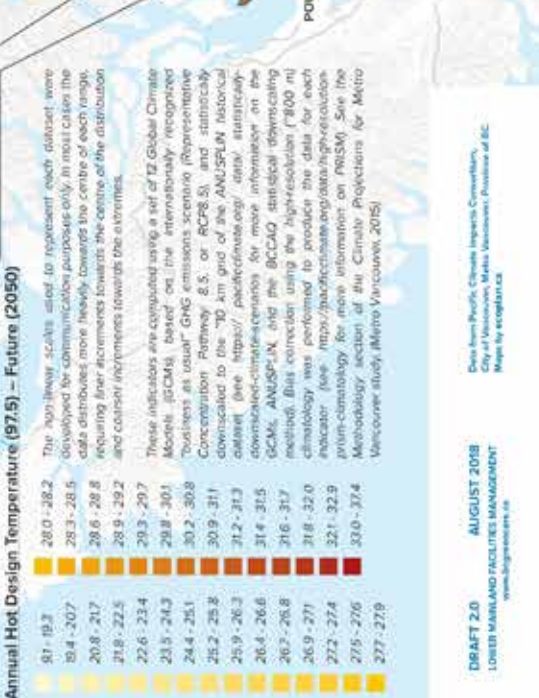 Annual Hot Design Temperature (97.5) – Future (2050)
9.1 - 19.3
19.4 - 20.7
20.8 - 21.7
21.8 - 22.5
22.6 - 23.4
23.5 - 24.3
24.4 - 25.1
25.2 - 25.8
25.9 - 26.3
26.4 - 26.6
26.7 - 26.8
26.9 - 27.1
27.2 - 27.4
27.5 - 27.6
27.7 - 27.9
28.0 - 28.2
28.3 - 28.5
28.6 - 28.8
28.9 - 29.2
29.3 - 29.7
29.8 - 30.1
30.2 - 30.8
30.9 - 31.1
31.2 - 31.3
31.4 - 31.5
31.6 - 31.7
31.8 - 32.0
32.1 - 32.9
33.0 - 37.4
The non-linear scales used to represent each dataset were
developed for communication purposes only. In most cases the
data distributes more heavily towards the centre of each range,
requiring finer increments towards the centre of the distribution
and coarser increments towards the extremes.
These indicators are computed using a set of 12 Global Climate
Models (GCMs), based on the internationally recognized
"business as usual" GHG emissions scenario (Representative
Concentration Pathway 8.5, or RCP8.5), and statistically
downscaled to the ~10 km grid of the ANUSPLIN historical
dataset (see https:// pacificclimate.org/ data/ statistically-
downscaled-climate-scenarios for more information on the
GCMs, ANUSPLIN, and the BCCAQ statistical downscaling
method). Bias correction using the high-resolution (~800 m)
climatology was performed to produce the data for each
indicator (see https://pacificclimate.org/data/high-resolution-
prism-climatology for more information on PRISM). See the
Methodology section of the Climate Projections for Metro
Vancouver study, (Metro Vancouver, 2015)
DRAFT 2.0 AUGUST 2018
LOWER MAINLAND FACILITIES MANAGEMENT
www.bcgreencare.ca
Data from Pacific Climate Impacts Consortium,
City of Vancouver, Metro Vancouver, Province of BC
Maps by ecoplan.ca